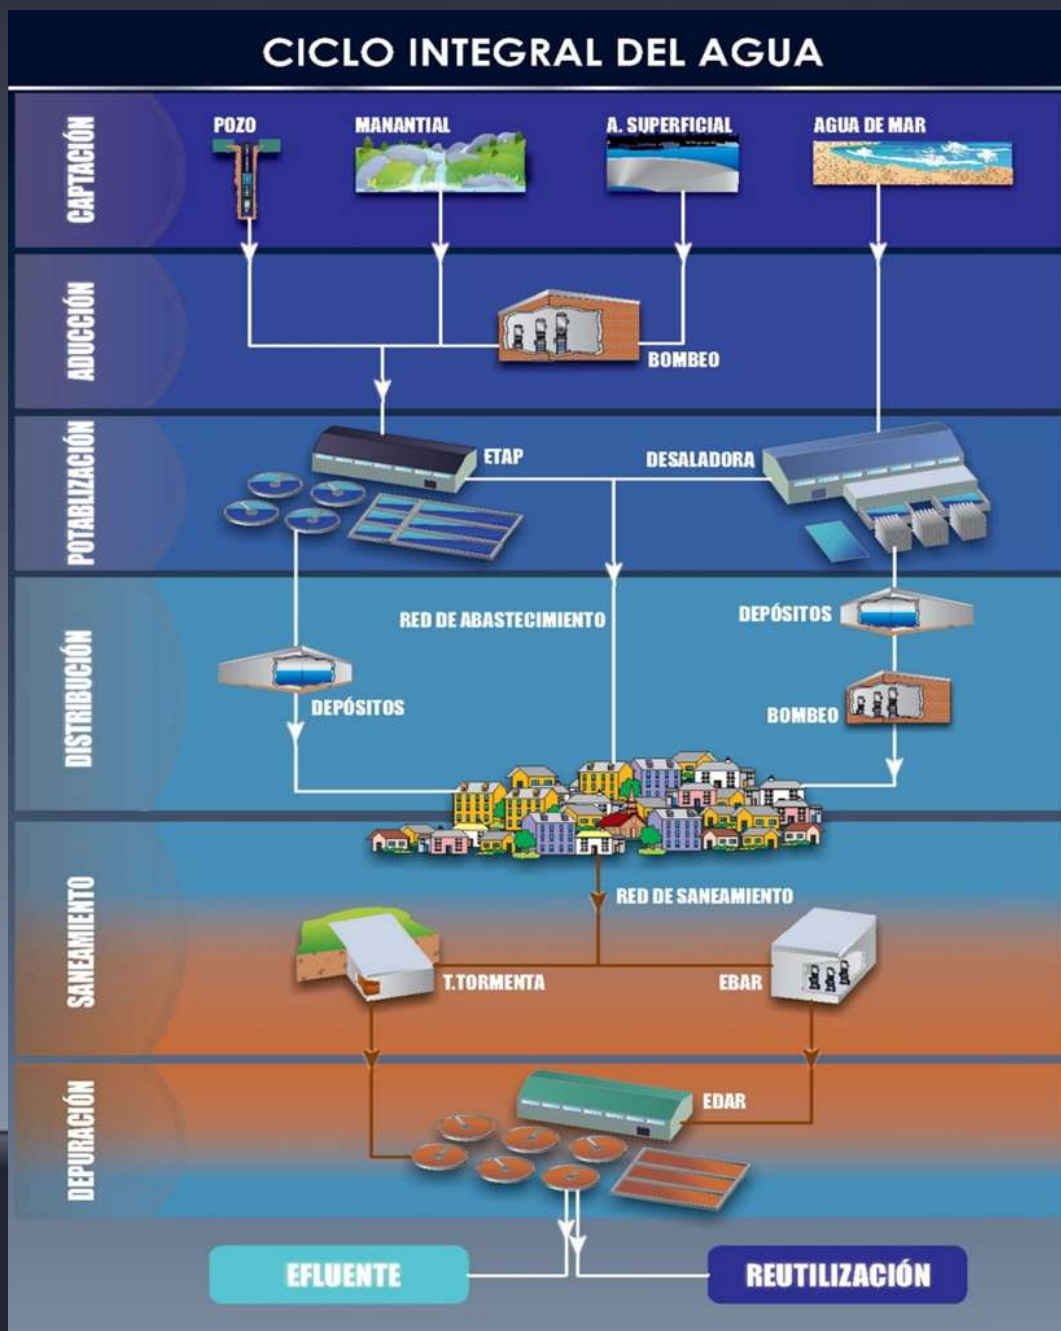 CICLO INTEGRAL DEL AGUA
CAPTACIÓN
POZO
MANANTIAL
A. SUPERFICIAL
AGUA DE MAR
ADUCCIÓN
BOMBEO
POTABLIZACIÓN
ETAP
DESALADORA
DISTRIBUCIÓN
RED DE ABASTECIMIENTO
DEPÓSITOS
DEPÓSITOS
BOMBEO
SANEAMIENTO
RED DE SANEAMIENTO
T.TORMENTA
EBAR
DEPURACIÓN
EDAR
EFLUENTE
REUTILIZACIÓN